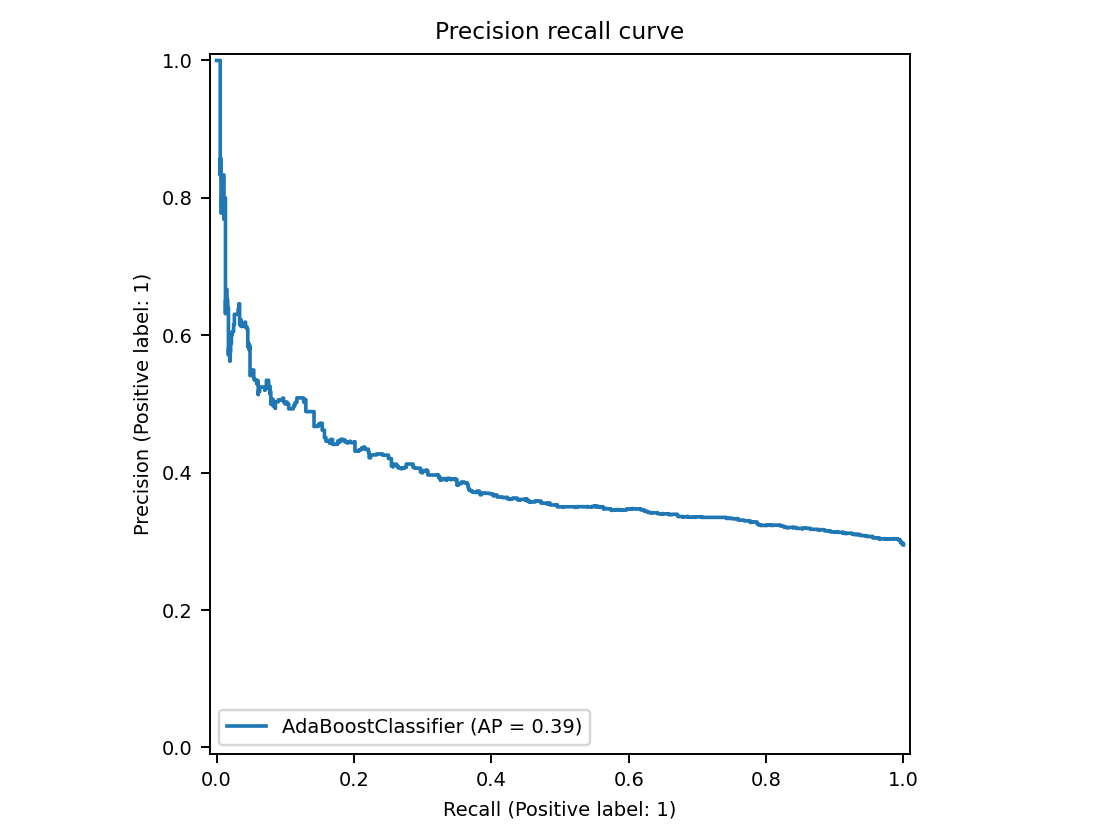 Precision recall curve
1.0
0.8
0.6
0.4
0.2
0.0
Precision (Positive label: 1)
AdaBoostClassifier (AP = 0.39)
0.0 0.2 0.4 0.6 0.8 1.0
Recall (Positive label: 1)